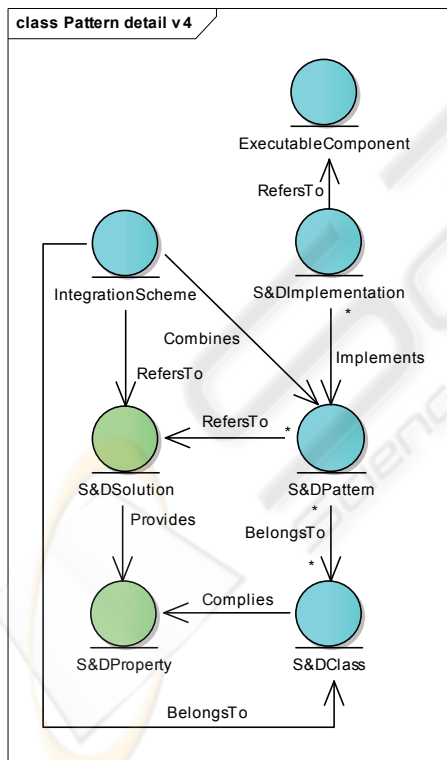 class Pattern detail v4
ExecutableComponent
RefersTo
IntegrationScheme
S&DImplementation
*
Combines
Implements
RefersTo
RefersTo
*
S&DSolution
S&DPattern
*
Provides
BelongsTo
*
Complies
S&DProperty
S&DClass
BelongsTo